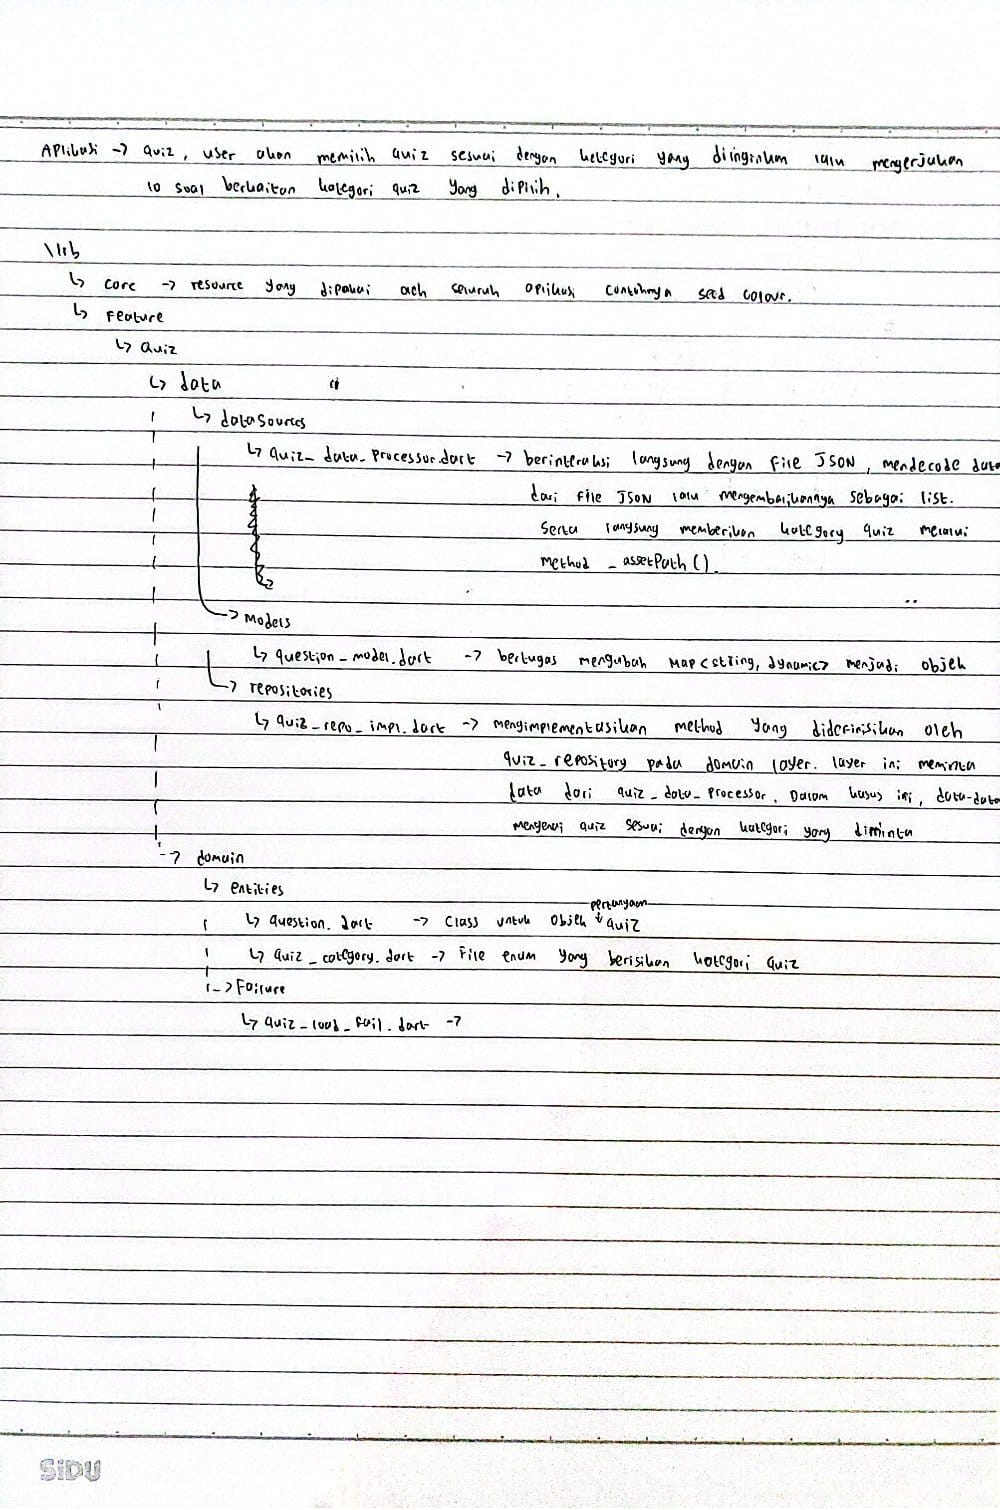 Aplikasi -> Quiz, user akan memilih quiz sesuai dengan kategori yang diinginkan lalu mengerjakan
10 soal berkaitan kategori quiz yang dipilih.
\lib
↳ core -> resource yang dipakai oleh seluruh aplikasi contohnya seed colour.
↳ Feature
↳ Quiz
↳ data
↳ datasources
↳ quiz_data_processor.dart -> berinteraksi langsung dengan file JSON, mendecode data
dari file JSON lalu mengembalikannya sebagai list.
Serta langsung memberikan kategory quiz melalui
method _assetPath().
-> Models
↳ question_model.dart -> bertugas mengubah Map<string, dynamic> menjadi objek
-> repositories
↳ quiz_repo_impl.dart -> mengimplementasikan method yang didefinisikan oleh
quiz_repository pada domain layer. layer ini meminta
data dari quiz_data_processor. Dalam kasus ini, data-data
mengenai quiz sesuai dengan kategori yang diminta
--> domain
↳ entities
pertanyaan
↳ question.dart -> class untuk objek ↓ quiz
↳ quiz_category.dart -> File enum yang berisikan kategori quiz
-> Failure
↳ quiz_load_fail.dart ->
SiDU